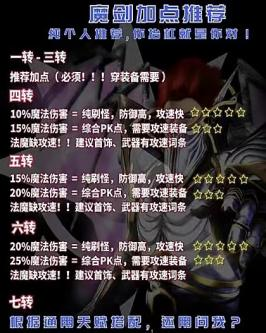 魔剑加点推荐
纯个人推荐,你抬杠就是你对!
一转-三转
推荐加点(必须!!!穿装备需要)
四转
10%魔法伤害 = 纯刷怪,防御高,攻速快☆☆☆☆☆
15%魔法伤害 = 综合PK点,需要攻速装备☆☆☆
法魔缺攻速!!建议首饰、武器有攻速词条
五转
15%魔法伤害 = 纯刷怪,防御高,攻速快☆☆☆☆☆
20%魔法伤害 = 综合PK点,需要攻速装备☆☆☆
法魔缺攻速!!建议首饰、武器有攻速词条
六转
20%魔法伤害 = 纯刷怪,防御高,攻速快☆☆☆☆☆
25%魔法伤害 = 综合PK点,需要攻速装备☆☆☆
法魔缺攻速!!建议首饰、武器有攻速词条
七转
根据通用天赋搭配,还用问我?